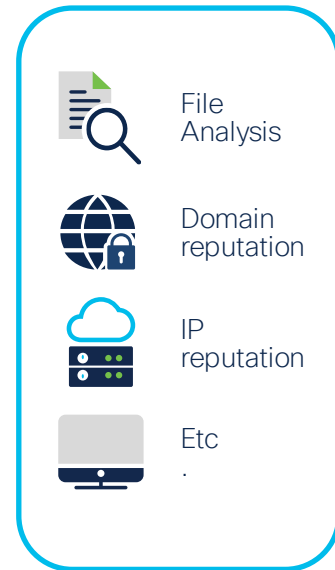 File
Analysis
Domain
reputation
IP
reputation
Etc
.